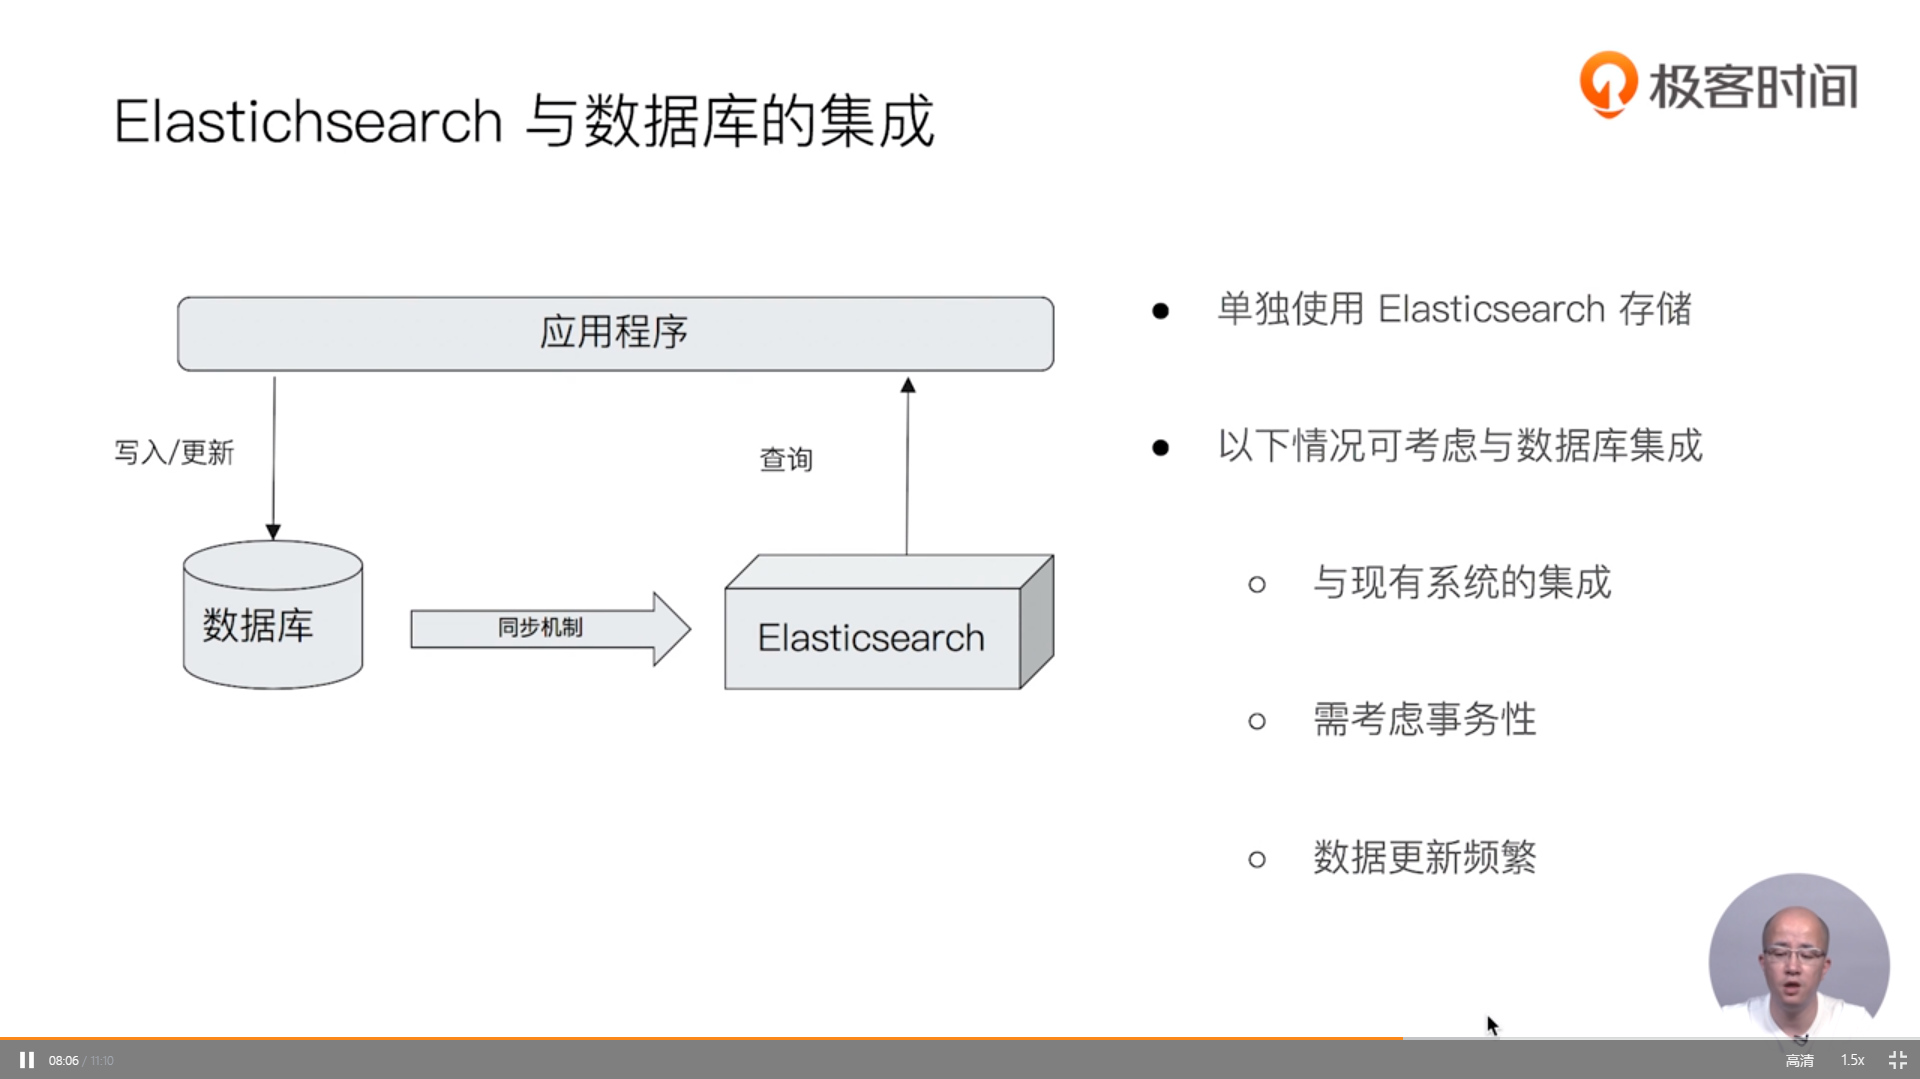 极客时间
Elastichsearch 与数据库的集成
应用程序
写入/更新
查询
数据库
同步机制
Elasticsearch
单独使用 Elasticsearch 存储
以下情况可考虑与数据库集成
与现有系统的集成
需考虑事务性
数据更新频繁
08:06 / 11:10
高清
1.5x